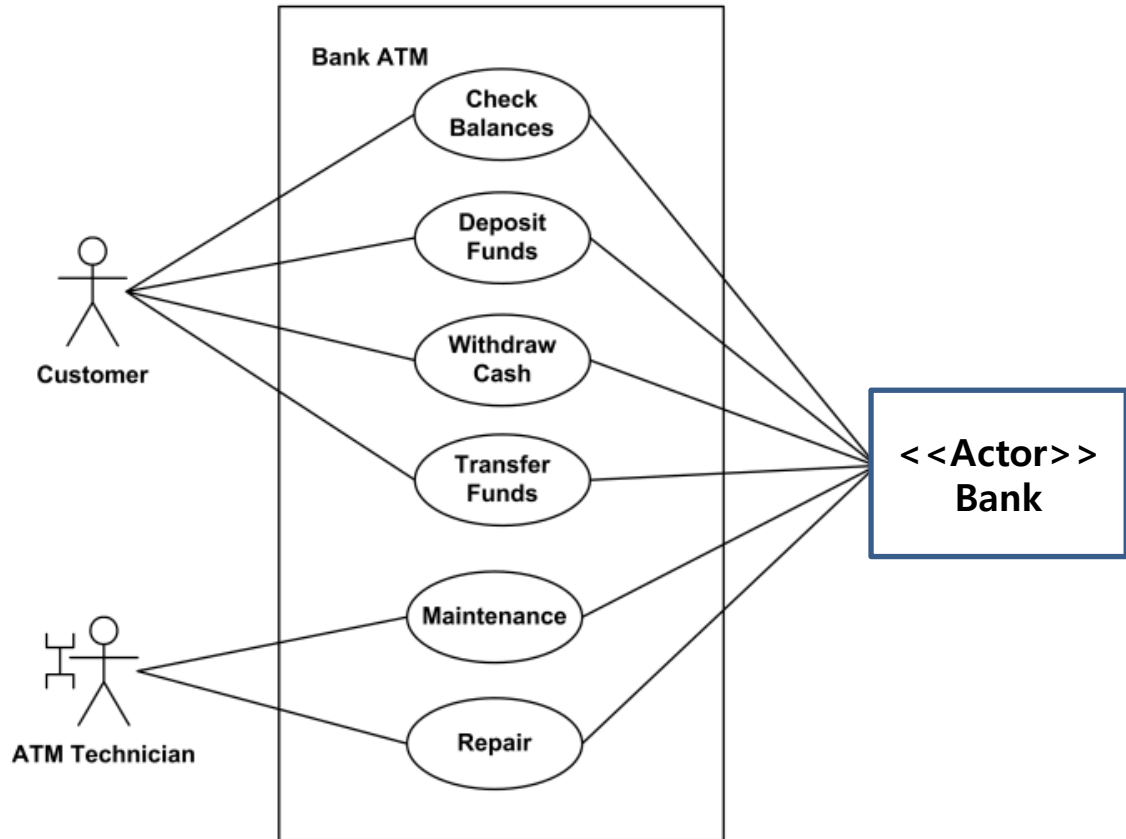 Bank ATM
Check
Balances
Deposit
Funds
Withdraw
Cash
Transfer
Funds
Maintenance
Repair
Customer
ATM Technician
<<Actor>>
Bank